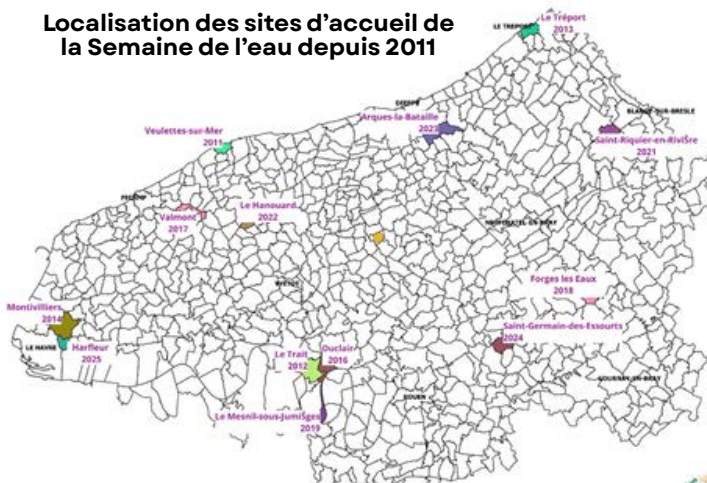 Localisation des sites d’accueil de
la Semaine de l’eau depuis 2011
Le Tréport
2013
LE TREPORT
DIEPPE
BLANGY-SUR-BRESLE
Arques-la-Bataille
2023
Saint-Riquier-en-RiviŠre
2021
Veulettes-sur-Mer
2011
FECAMP
Valmont
2017
Le Hanouard
2022
NEUFCHATEL-EN-BRAY
YVETOT
Forges les Eaux
2018
Montivilliers
2014
LE HAVRE
Harfleur
2025
Saint-Germain-des-Essourts
2024
Le Trait
2012
Duclair
2016
GOURNAY-EN-BRAY
ROUEN
Le Mesnil-sous-JumiŠges
2019